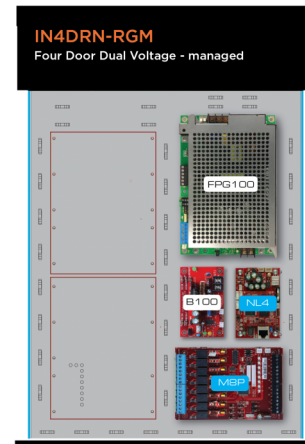 IN4DRN-RGM
Four Door Dual Voltage - managed
FPG100
B100
NL4
M8P